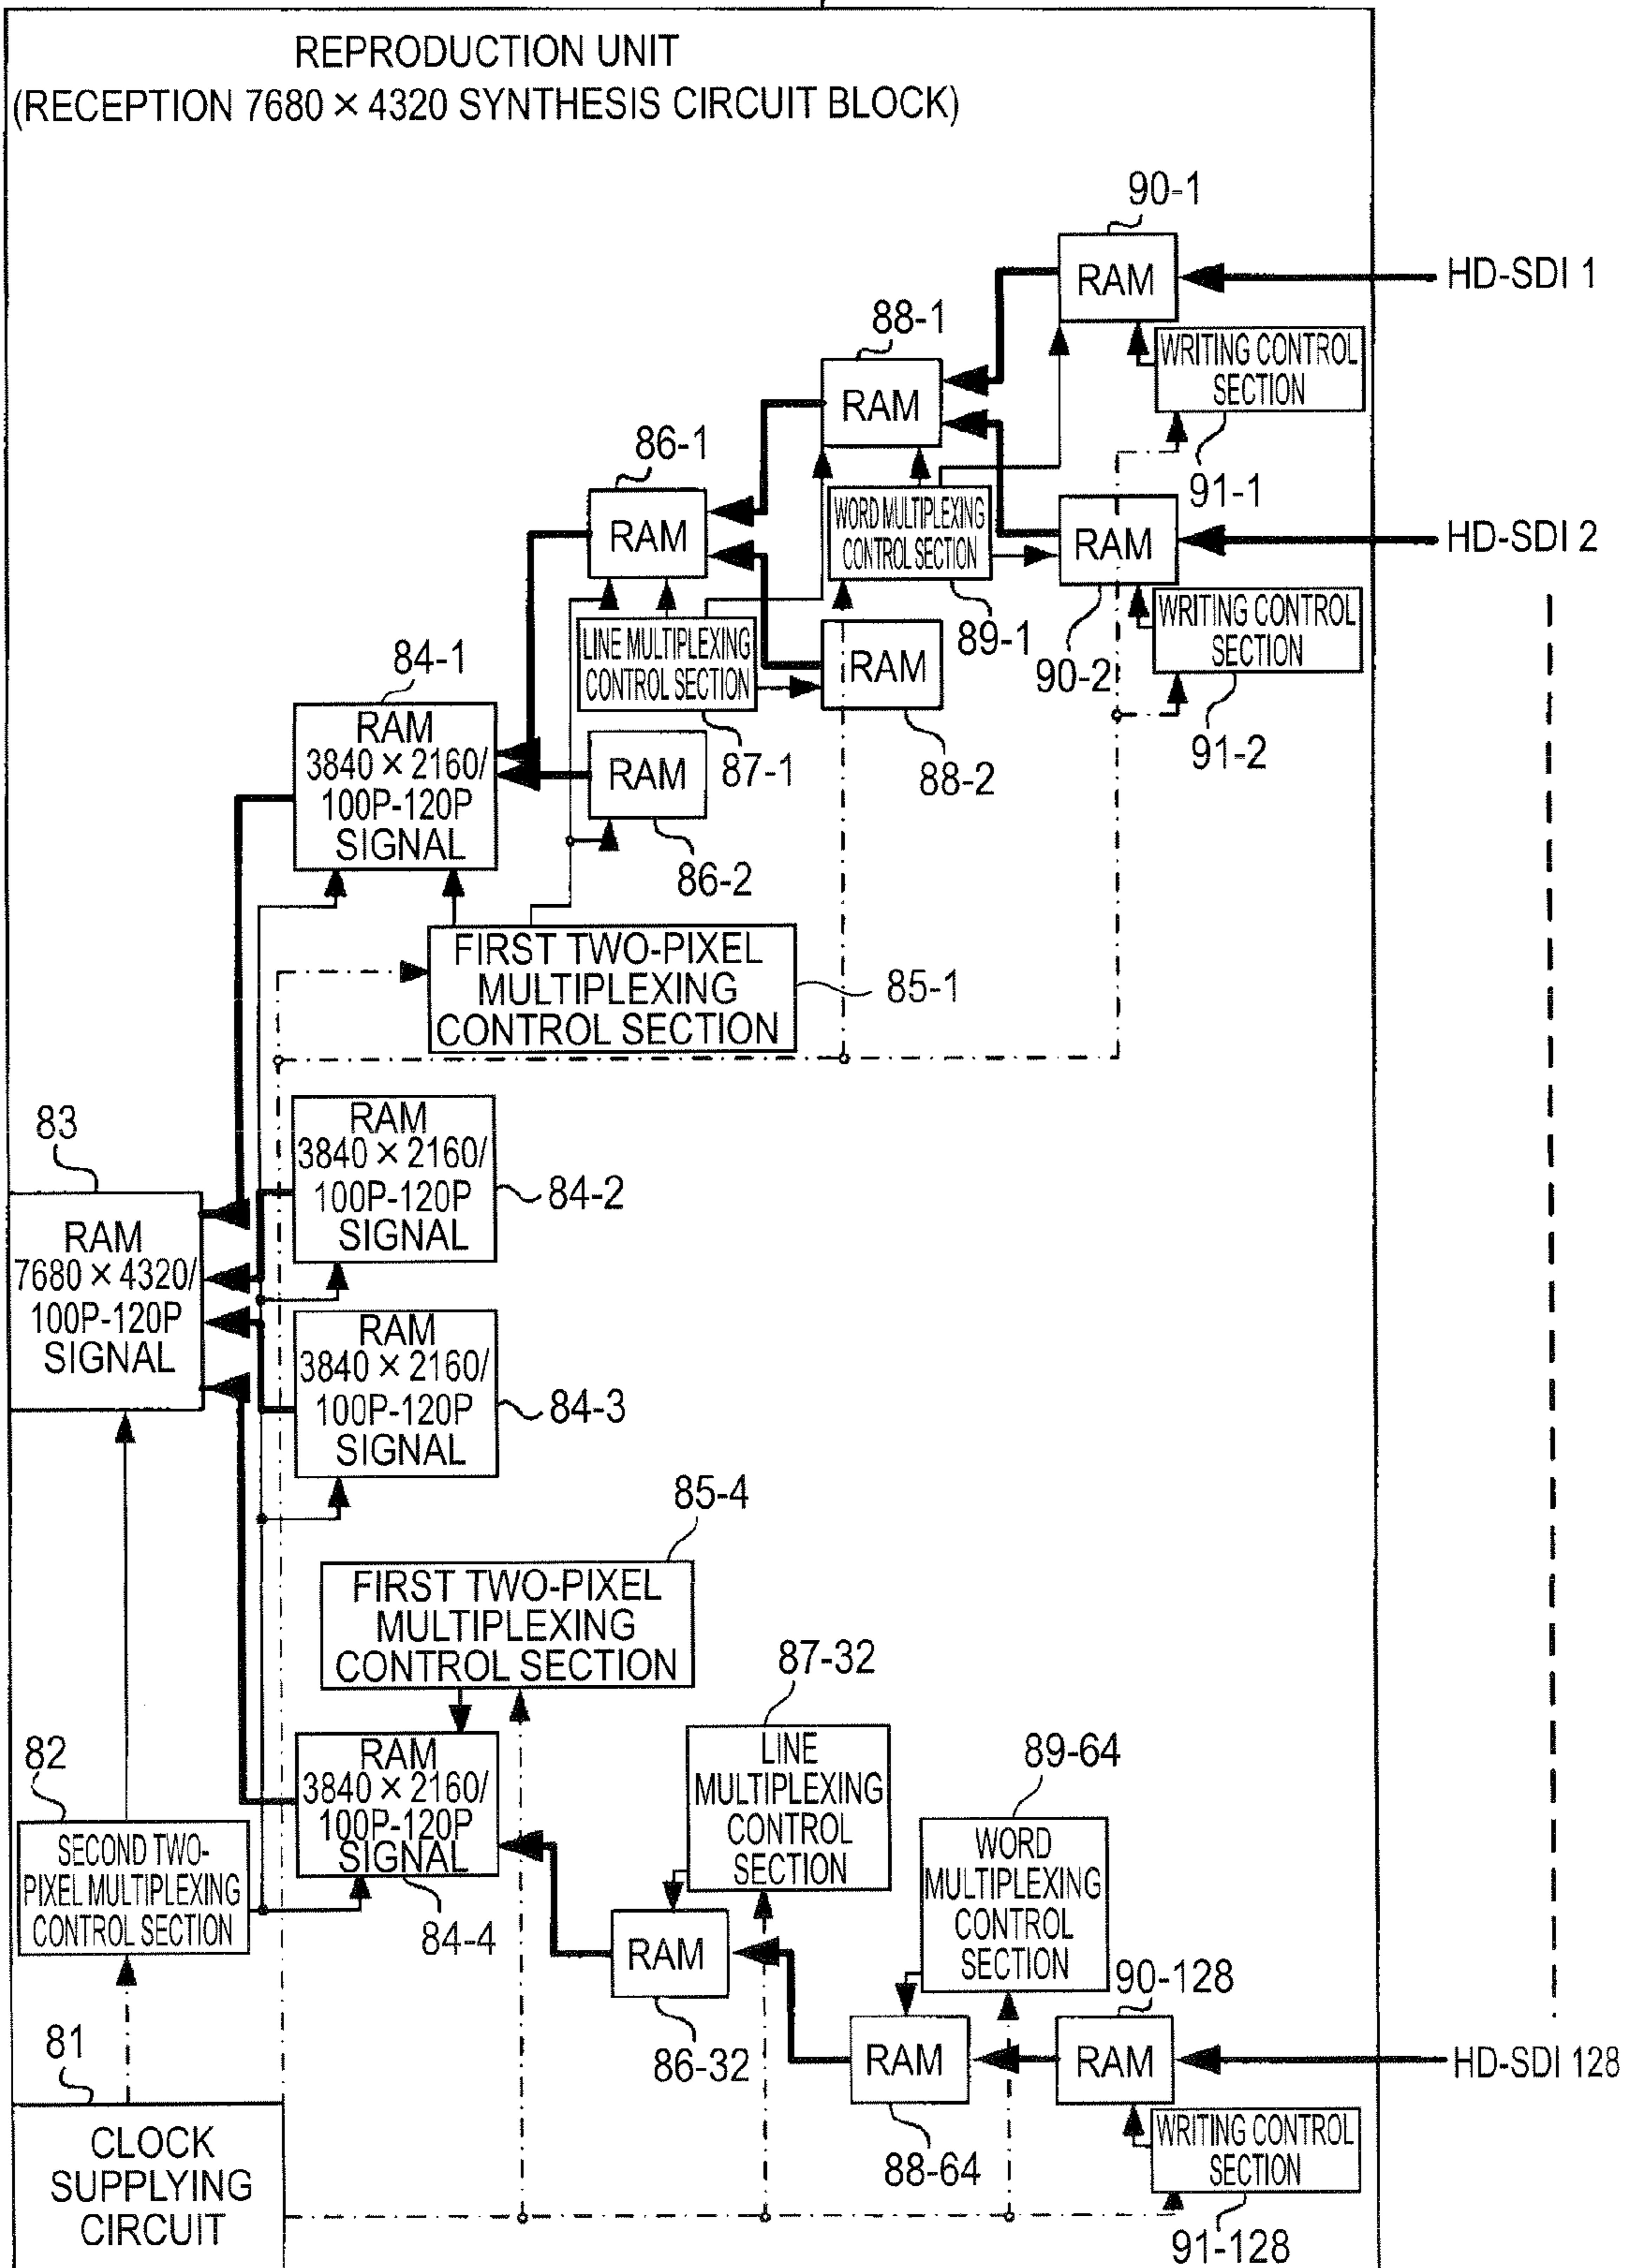 REPRODUCTION UNIT
(RECEPTION 7680 × 4320 SYNTHESIS CIRCUIT BLOCK)
90-1
RAM
HD-SDI 1
WRITING CONTROL
SECTION
91-1
88-1
RAM
86-1
RAM
WORD MULTIPLEXING
CONTROL SECTION
89-1
RAM
90-2
HD-SDI 2
WRITING CONTROL
SECTION
91-2
LINE MULTIPLEXING
CONTROL SECTION
87-1
RAM
88-2
84-1
RAM
3840 × 2160/
100P-120P
SIGNAL
RAM
86-2
FIRST TWO-PIXEL
MULTIPLEXING
CONTROL SECTION
85-1
83
RAM
7680 × 4320/
100P-120P
SIGNAL
RAM
3840 × 2160/
100P-120P
SIGNAL
84-2
RAM
3840 × 2160/
100P-120P
SIGNAL
84-3
85-4
FIRST TWO-PIXEL
MULTIPLEXING
CONTROL SECTION
RAM
3840 × 2160/
100P-120P
SIGNAL
84-4
87-32
LINE
MULTIPLEXING
CONTROL
SECTION
RAM
86-32
89-64
WORD
MULTIPLEXING
CONTROL
SECTION
RAM
88-64
90-128
RAM
HD-SDI 128
WRITING CONTROL
SECTION
91-128
82
SECOND TWO-
PIXEL MULTIPLEXING
CONTROL SECTION
81
CLOCK
SUPPLYING
CIRCUIT